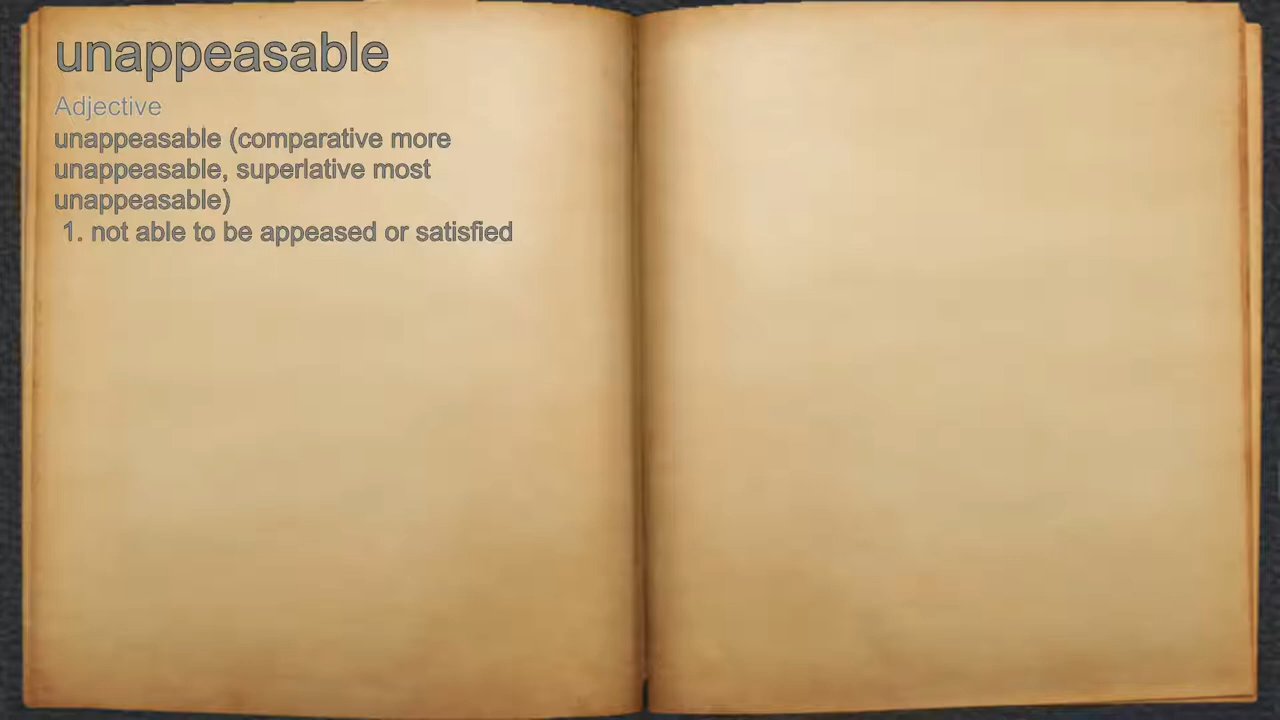 unappeasable
Adjective
unappeasable (comparative more
unappeasable, superlative most
unappeasable)
1. not able to be appeased or satisfied